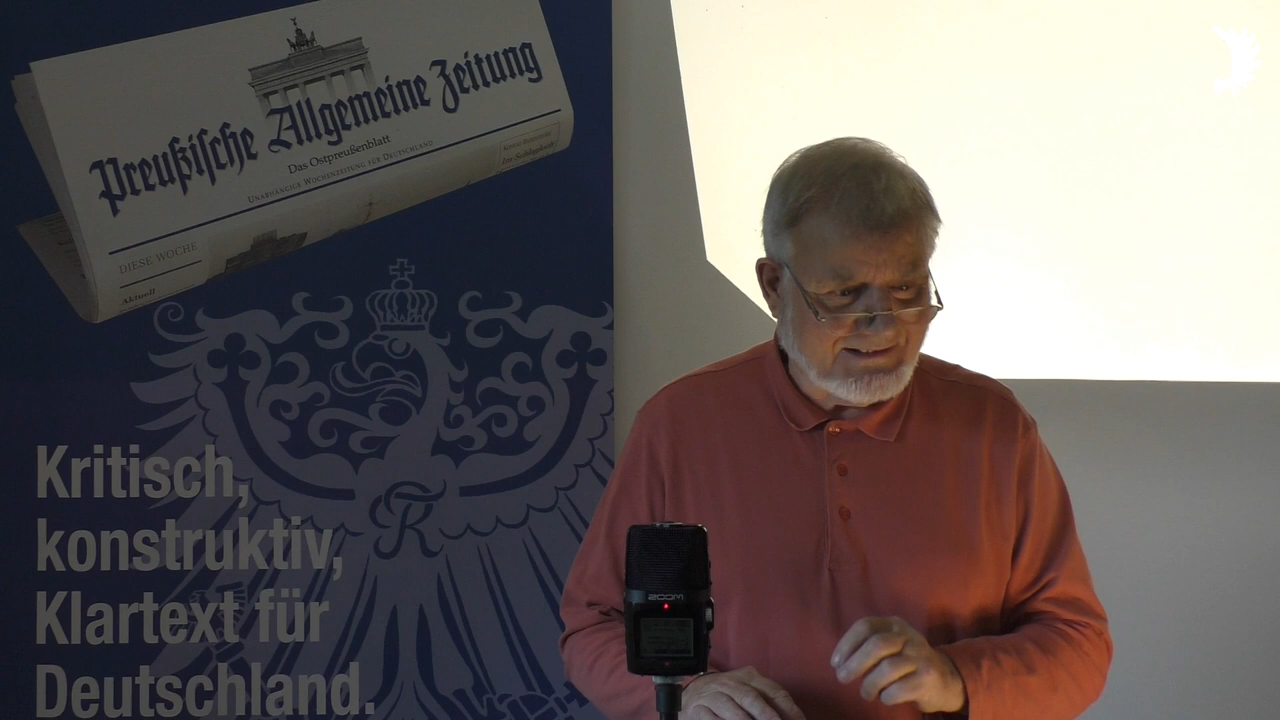 Preußische Allgemeine Zeitung
Das Ostpreußenblatt
Unabhängige Wochenzeitung für Deutschland
DIESE WOCHE
Aktuell
Kritisch,
konstruktiv,
Klartext für
Deutschland.
zoom